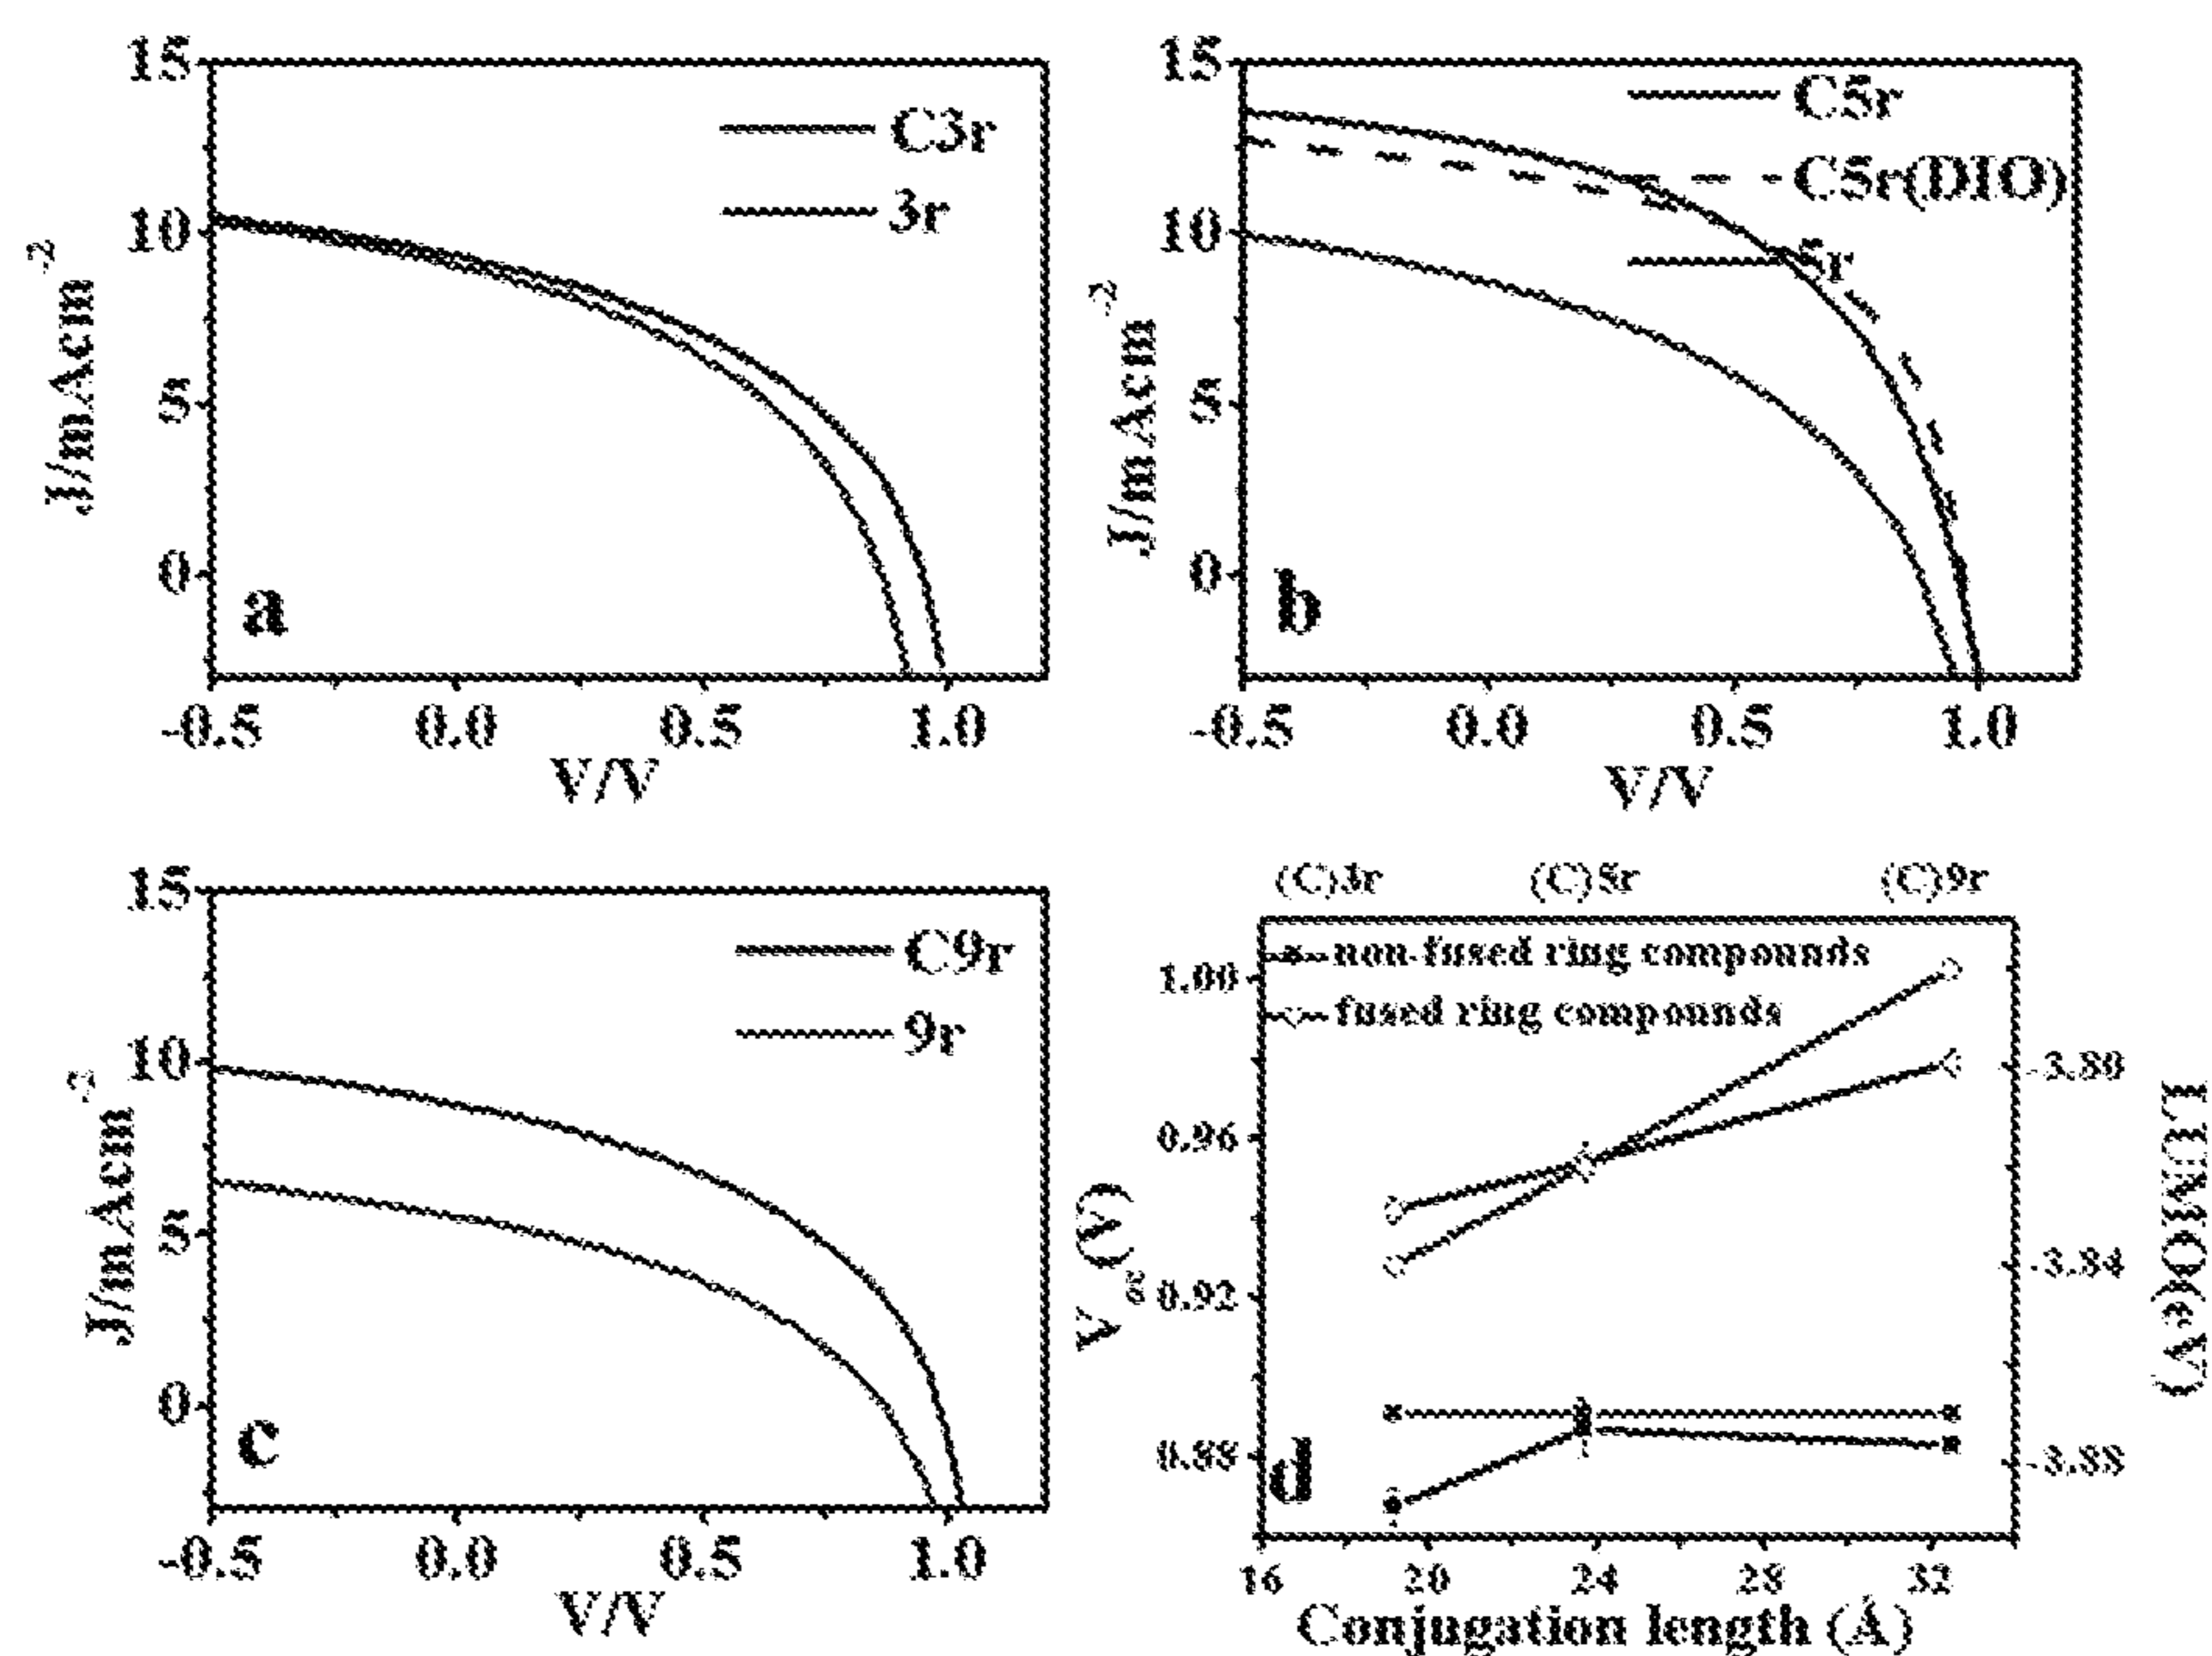 15
10
5
0
J/mAcm⁻²
C3r
3r
a
-0.5 0.0 0.5 1.0
V/V
15
10
5
0
J/mAcm⁻²
C5r
C5r(DIO)
5r
b
-0.5 0.0 0.5 1.0
V/V
15
10
5
0
J/mAcm⁻²
C9r
9r
c
-0.5 0.0 0.5 1.0
V/V
(C)3r (C)5r (C)9r
non-fused ring compounds
fused ring compounds
1.00
0.96
0.92
0.88
V oc (V)
-3.80
-3.84
-3.88
LUMO(eV)
d
16 20 24 28 32
Conjugation length (Å)